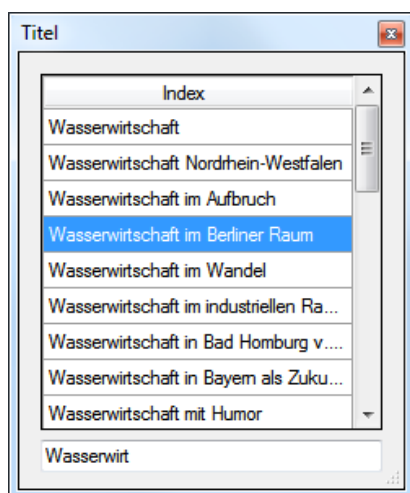 Titel
Index
Wasserwirtschaft
Wasserwirtschaft Nordrhein-Westfalen
Wasserwirtschaft im Aufbruch
Wasserwirtschaft im Berliner Raum
Wasserwirtschaft im Wandel
Wasserwirtschaft im industriellen Ra...
Wasserwirtschaft in Bad Homburg v....
Wasserwirtschaft in Bayern als Zuku...
Wasserwirtschaft mit Humor
Wasserwirt